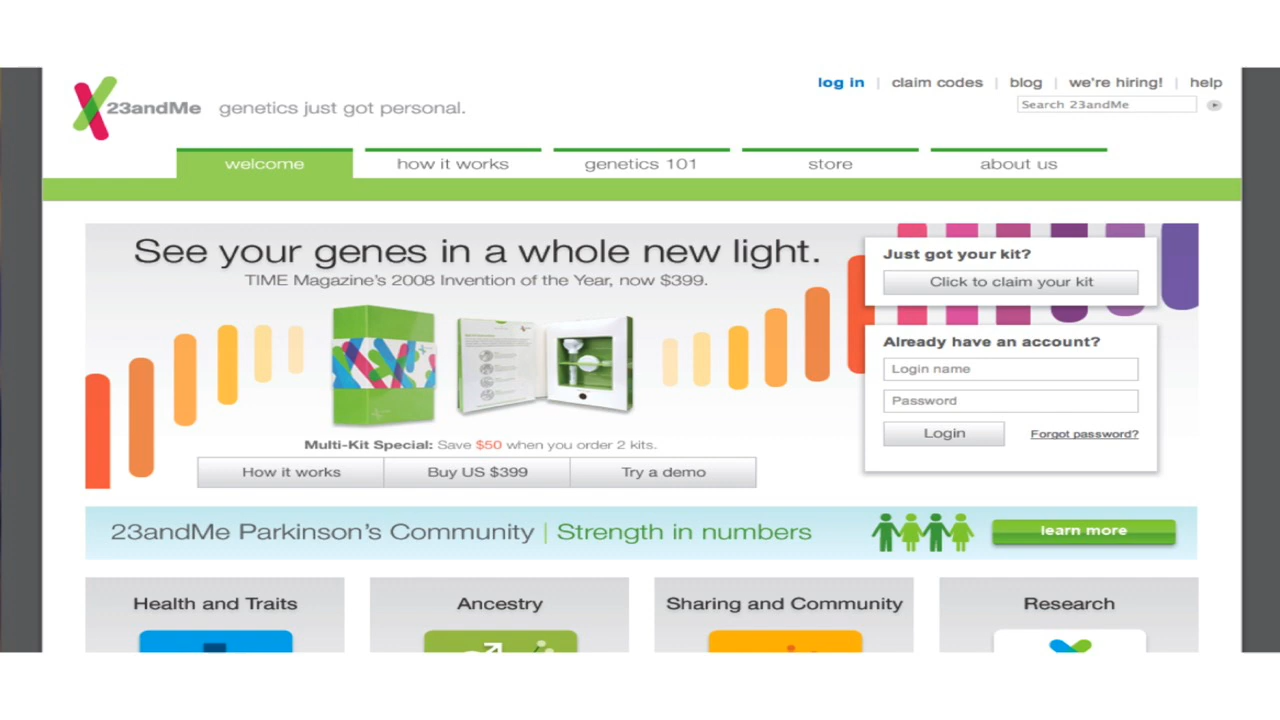 log in | claim codes | blog | we're hiring! | help
23andMe genetics just got personal.
Search 23andMe
welcome how it works genetics 101 store about us
See your genes in a whole new light.
TIME Magazine's 2008 Invention of the Year, now $399.
Just got your kit?
Click to claim your kit
Already have an account?
Login name
Password
Login Forgot password?
Multi-Kit Special: Save $50 when you order 2 kits.
How it works Buy US $399 Try a demo
23andMe Parkinson's Community | Strength in numbers
learn more
Health and Traits Ancestry Sharing and Community Research